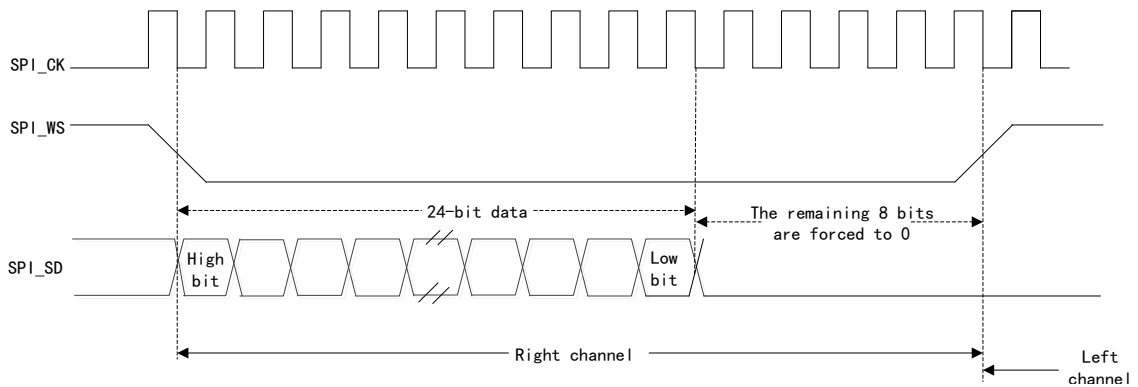 SPI_CK
SPI_WS
24-bit data
The remaining 8 bits
are forced to 0
SPI_SD
High
bit
Low
bit
Right channel
Left
channel